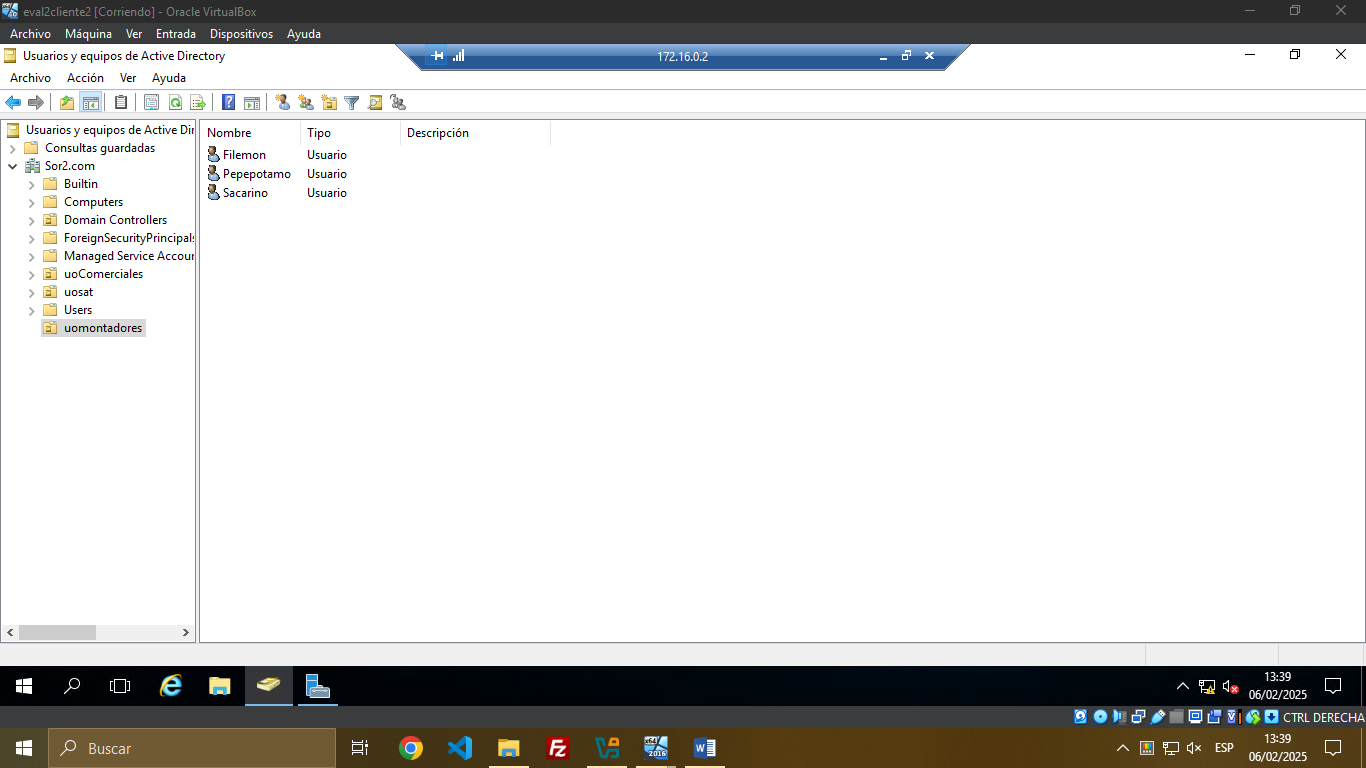 eval2cliente2 [Corriendo] - Oracle VirtualBox
Archivo Máquina Ver Entrada Dispositivos Ayuda
Usuarios y equipos de Active Directory
172.16.0.2
Archivo Acción Ver Ayuda
Usuarios y equipos de Active Dir
Consultas guardadas
Sor2.com
Builtin
Computers
Domain Controllers
ForeignSecurityPrincipals
Managed Service Accour
uoComerciales
uosat
Users
uomontadores
Nombre Tipo Descripción
Filemon Usuario
Pepepotamo Usuario
Sacarino Usuario
13:39
06/02/2025
CTRL DERECHA
Buscar
x64
2016
ESP
13:39
06/02/2025